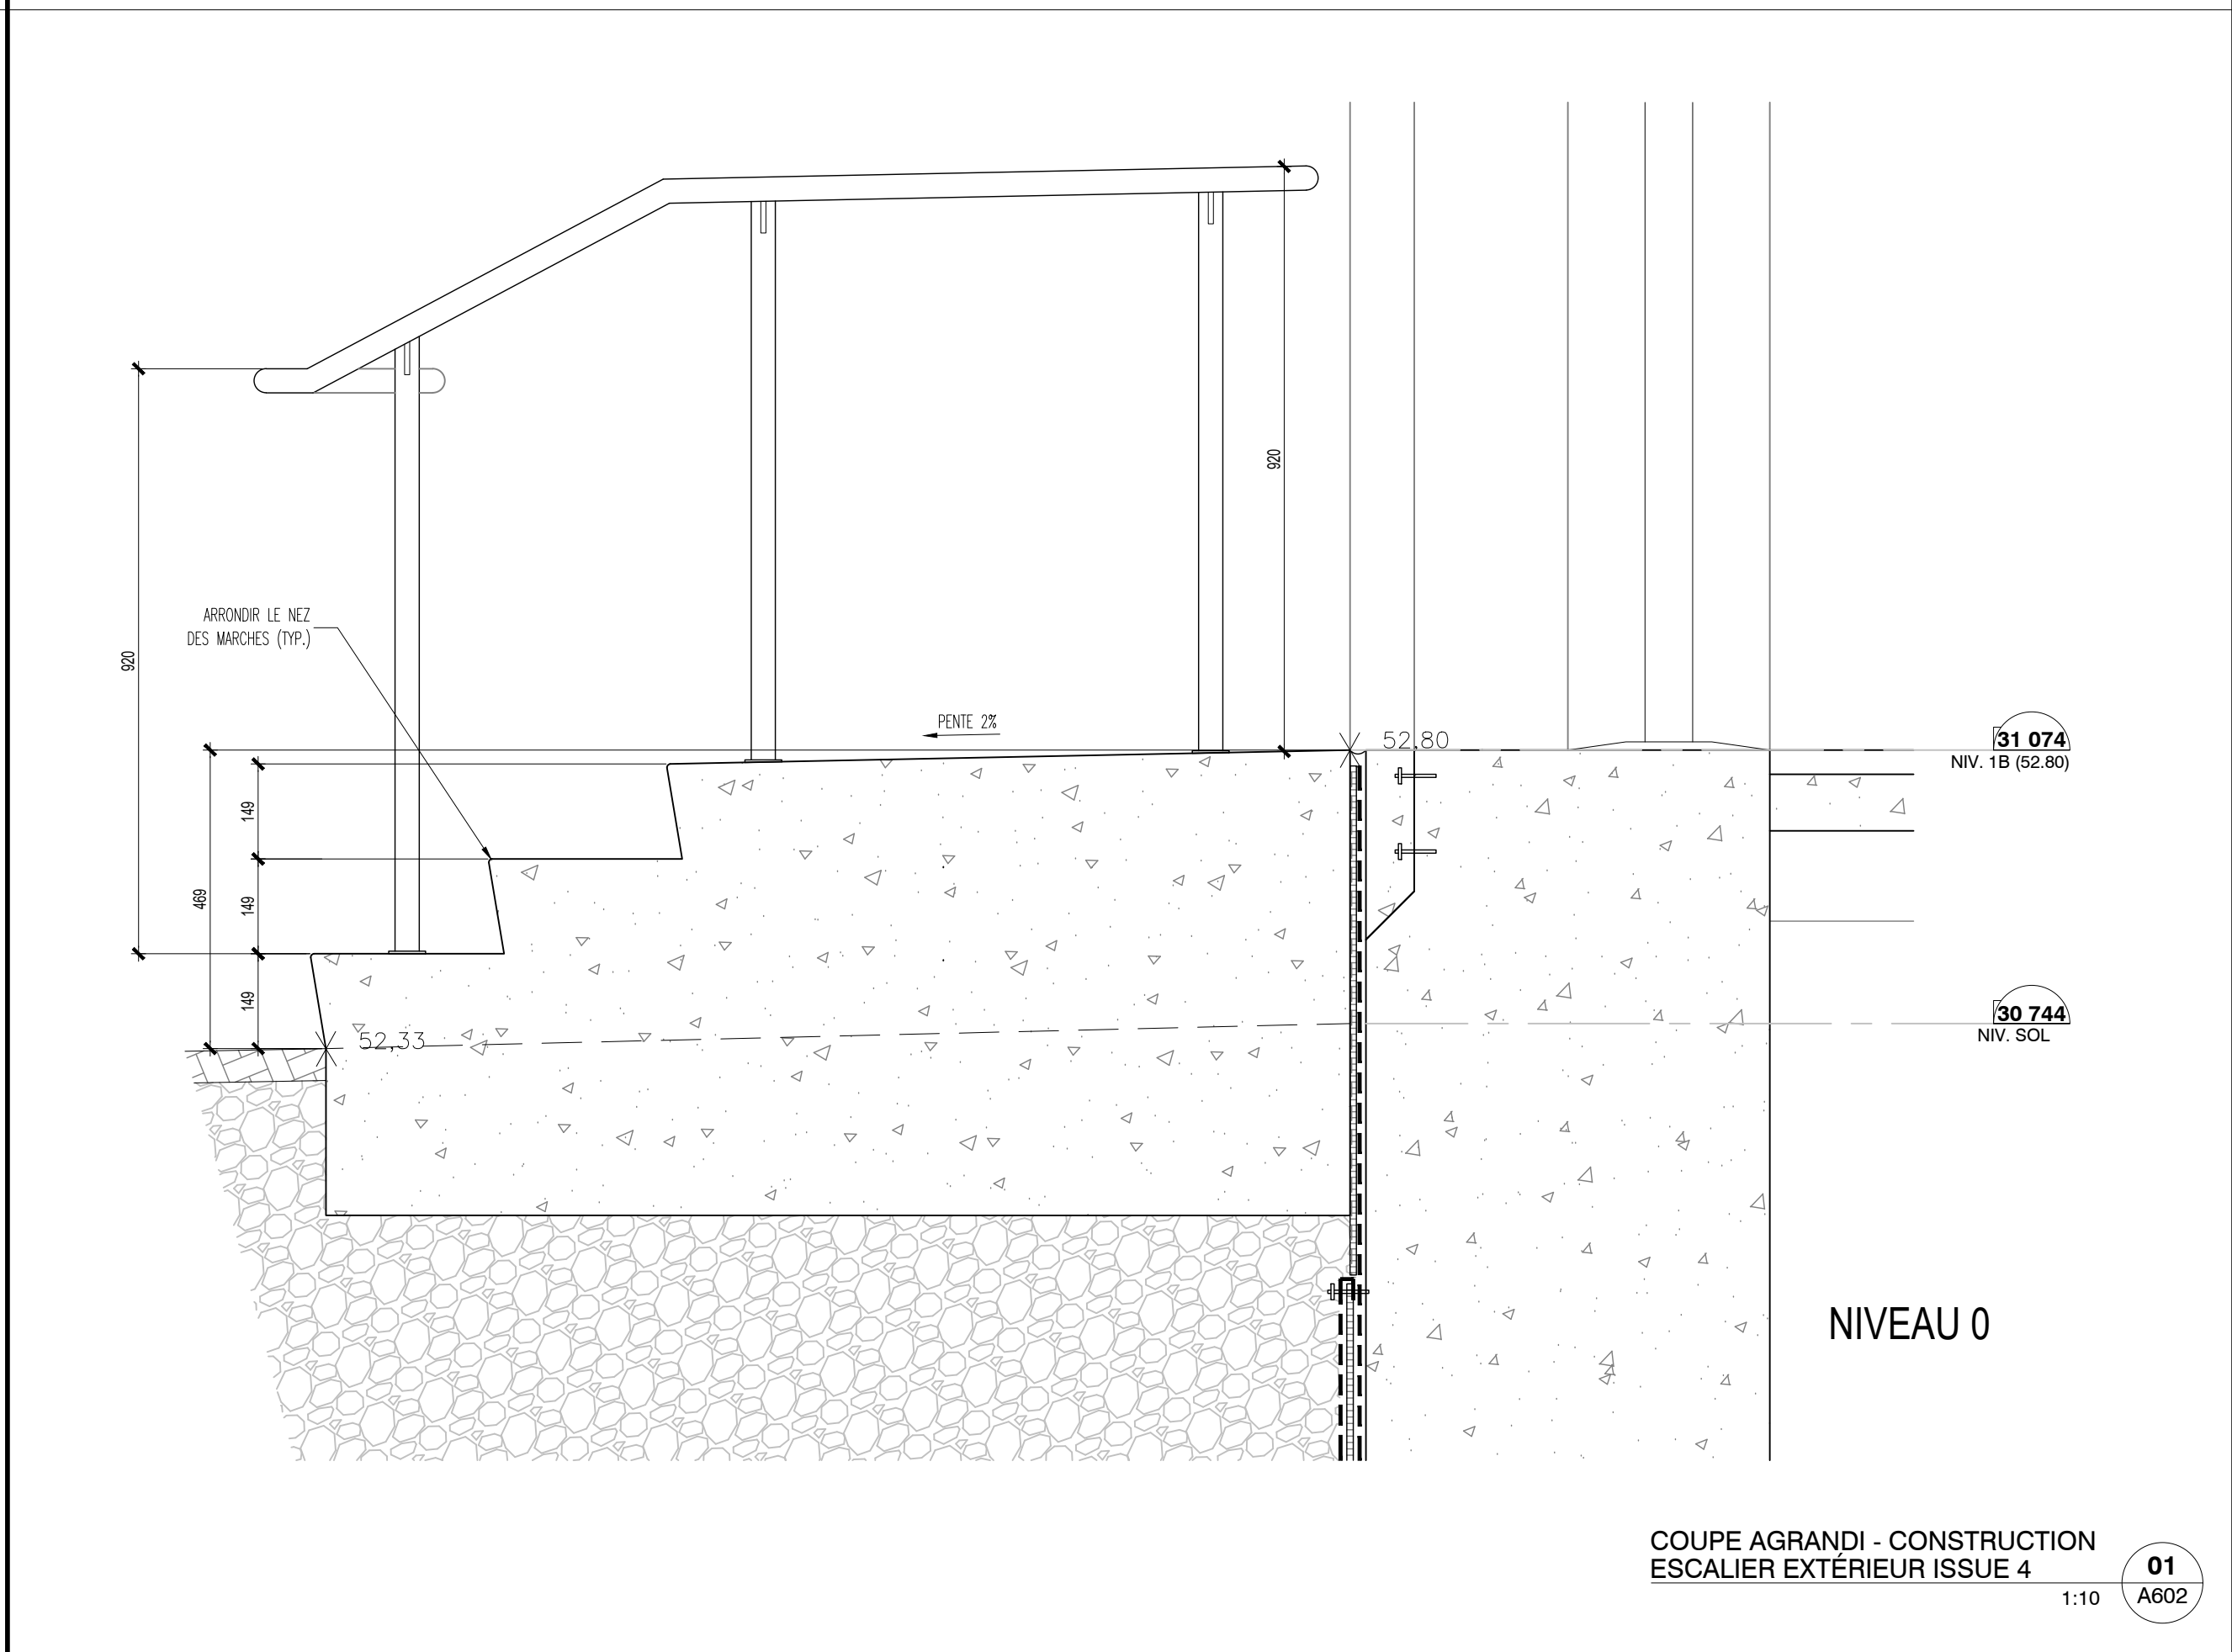 920
920
ARRONDIR LE NEZ
DES MARCHES (TYP.)
PENTE 2%
52,80
31 074
NIV. 1B (52.80)
149
469
149
149
52,33
30 744
NIV. SOL
NIVEAU 0
COUPE AGRANDI - CONSTRUCTION
ESCALIER EXTÉRIEUR ISSUE 4
1:10
01
A602